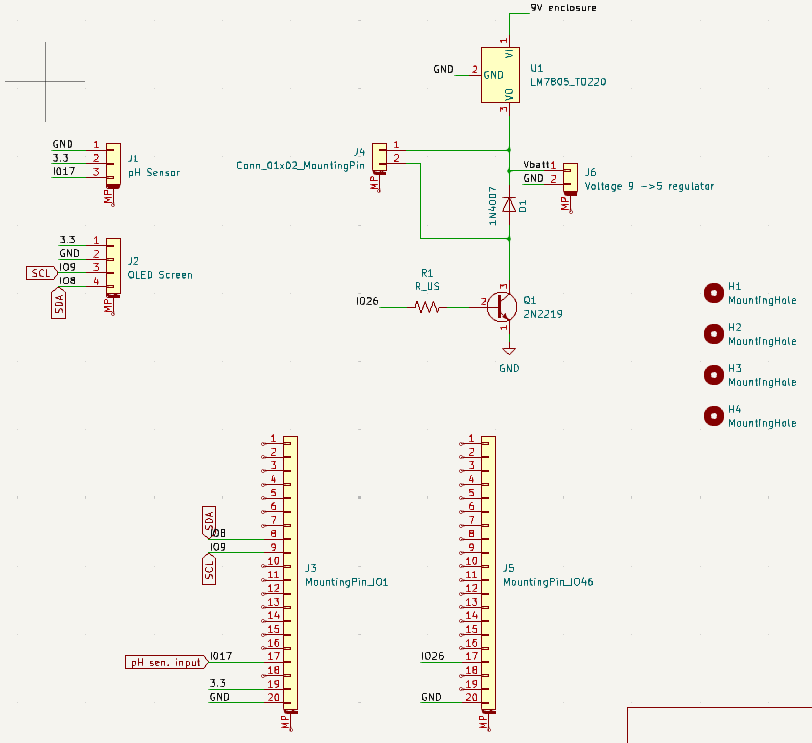 9V enclosure
1
VI
GND 2 GND
U1
LM7805_TO220
VO
3
GND 1
3.3 2
IO17 3
J1
pH Sensor
MP
J4
Conn_01x02_MountingPin
1
2
MP
Vbatt 1
GND 2
J6
Voltage 9 ->5 regulator
MP
1N4007
D1
3.3 1
GND 2
SCL IO9 3
IO8 4
SDA
J2
OLED Screen
MP
R1
R_US
IO26
2
3
1
Q1
2N2219
GND
H1
MountingHole
H2
MountingHole
H3
MountingHole
H4
MountingHole
1
2
3
4
5
6
7
SDA
IO8 8
IO9 9
SCL
10
11
12
13
14
15
16
pH sen. input IO17 17
18
3.3 19
GND 20
J3
MountingPin_IO1
MP
1
2
3
4
5
6
7
8
9
10
11
12
13
14
15
16
IO26 17
18
19
GND 20
J5
MountingPin_IO46
MP